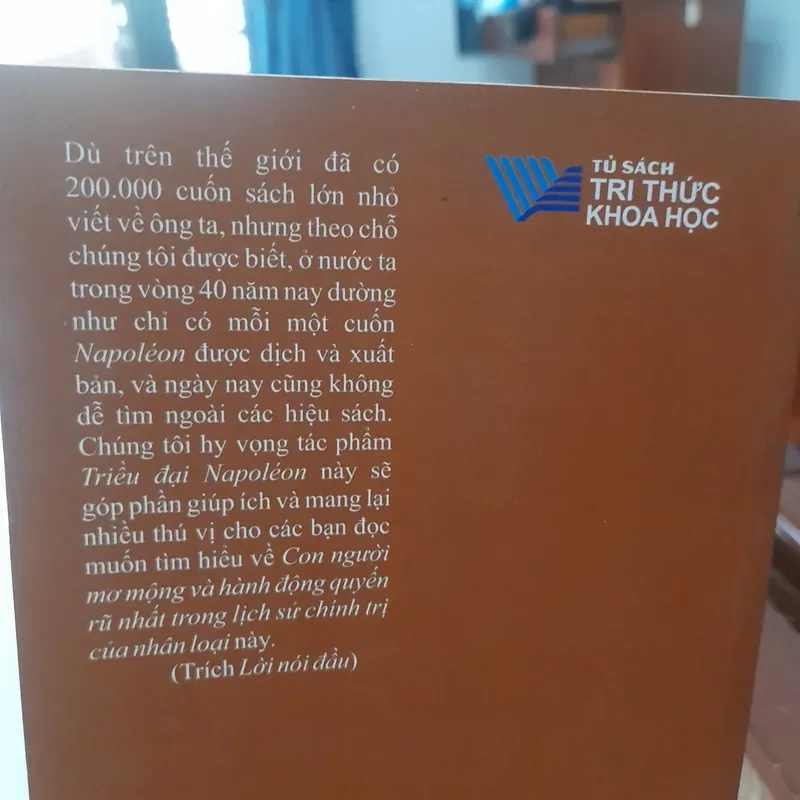 Dù trên thế giới đã có
200.000 cuốn sách lớn nhỏ
viết về ông ta, nhưng theo chỗ
chúng tôi được biết, ở nước ta
trong vòng 40 năm nay dường
như chỉ có mỗi một cuốn
Napoléon được dịch và xuất
bản, và ngày nay cũng không
dễ tìm ngoài các hiệu sách.
Chúng tôi hy vọng tác phẩm
Triều đại Napoléon này sẽ
góp phần giúp ích và mang lại
nhiều thú vị cho các bạn đọc
muốn tìm hiểu về Con người
mơ mộng và hành động quyến
rũ nhất trong lịch sử chính trị
của nhân loại này.
(Trích Lời nói đầu)
TỦ SÁCH
TRI THỨC
KHOA HỌC